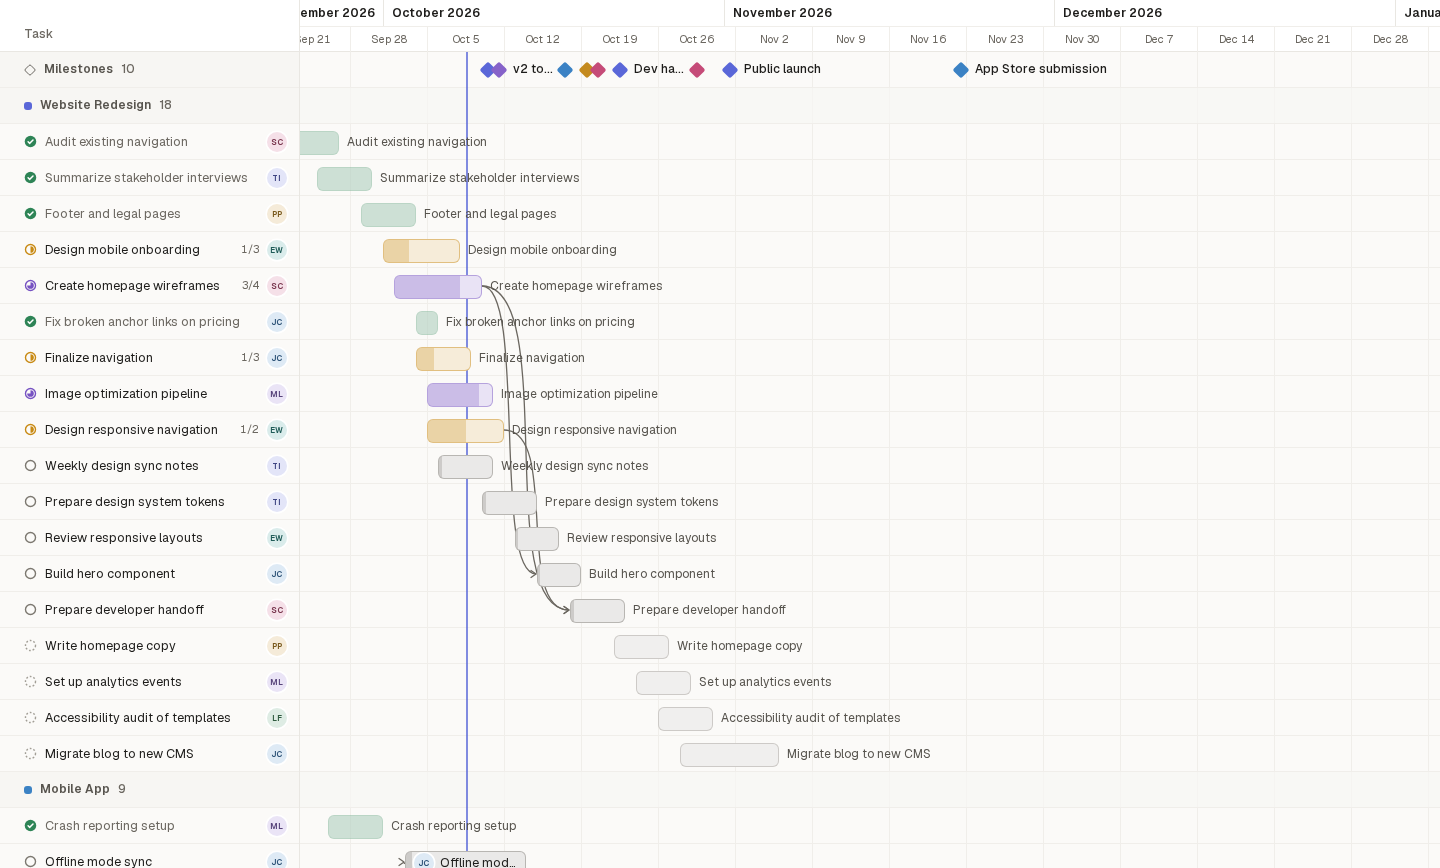 Task
ember 2026 October 2026 November 2026 December 2026 Janua
Sep 21 Sep 28 Oct 5 Oct 12 Oct 19 Oct 26 Nov 2 Nov 9 Nov 16 Nov 23 Nov 30 Dec 7 Dec 14 Dec 21 Dec 28
Milestones 10 v2 to... Dev ha... Public launch App Store submission
Website Redesign 18
Audit existing navigation SC Audit existing navigation
Summarize stakeholder interviews TI Summarize stakeholder interviews
Footer and legal pages PP Footer and legal pages
Design mobile onboarding 1/3 EW Design mobile onboarding
Create homepage wireframes 3/4 SC Create homepage wireframes
Fix broken anchor links on pricing JC Fix broken anchor links on pricing
Finalize navigation 1/3 JC Finalize navigation
Image optimization pipeline ML Image optimization pipeline
Design responsive navigation 1/2 EW Design responsive navigation
Weekly design sync notes TI Weekly design sync notes
Prepare design system tokens TI Prepare design system tokens
Review responsive layouts EW Review responsive layouts
Build hero component JC Build hero component
Prepare developer handoff SC Prepare developer handoff
Write homepage copy PP Write homepage copy
Set up analytics events ML Set up analytics events
Accessibility audit of templates LF Accessibility audit of templates
Migrate blog to new CMS JC Migrate blog to new CMS
Mobile App 9
Crash reporting setup ML Crash reporting setup
Offline mode sync JC JC Offline mod...